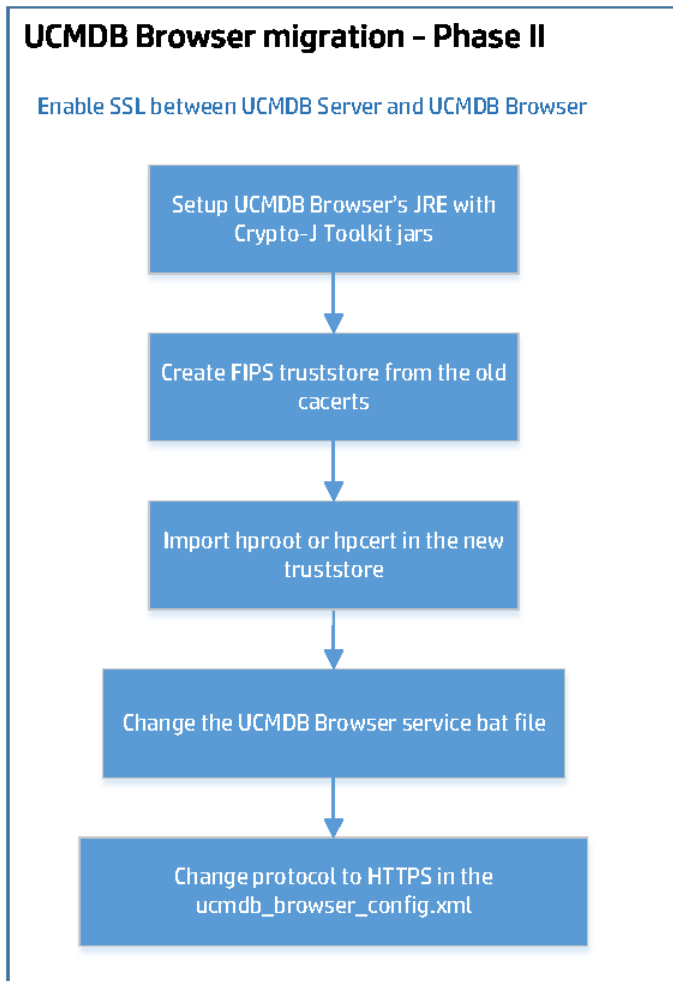 UCMDB Browser migration – Phase II
Enable SSL between UCMDB Server and UCMDB Browser
Setup UCMDB Browser's JRE with
Crypto-J Toolkit jars
Create FIPS truststore from the old
cacerts
Import hproot or hpcert in the new
truststore
Change the UCMDB Browser service bat file
Change protocol to HTTPS in the
ucmdb_browser_config.xml